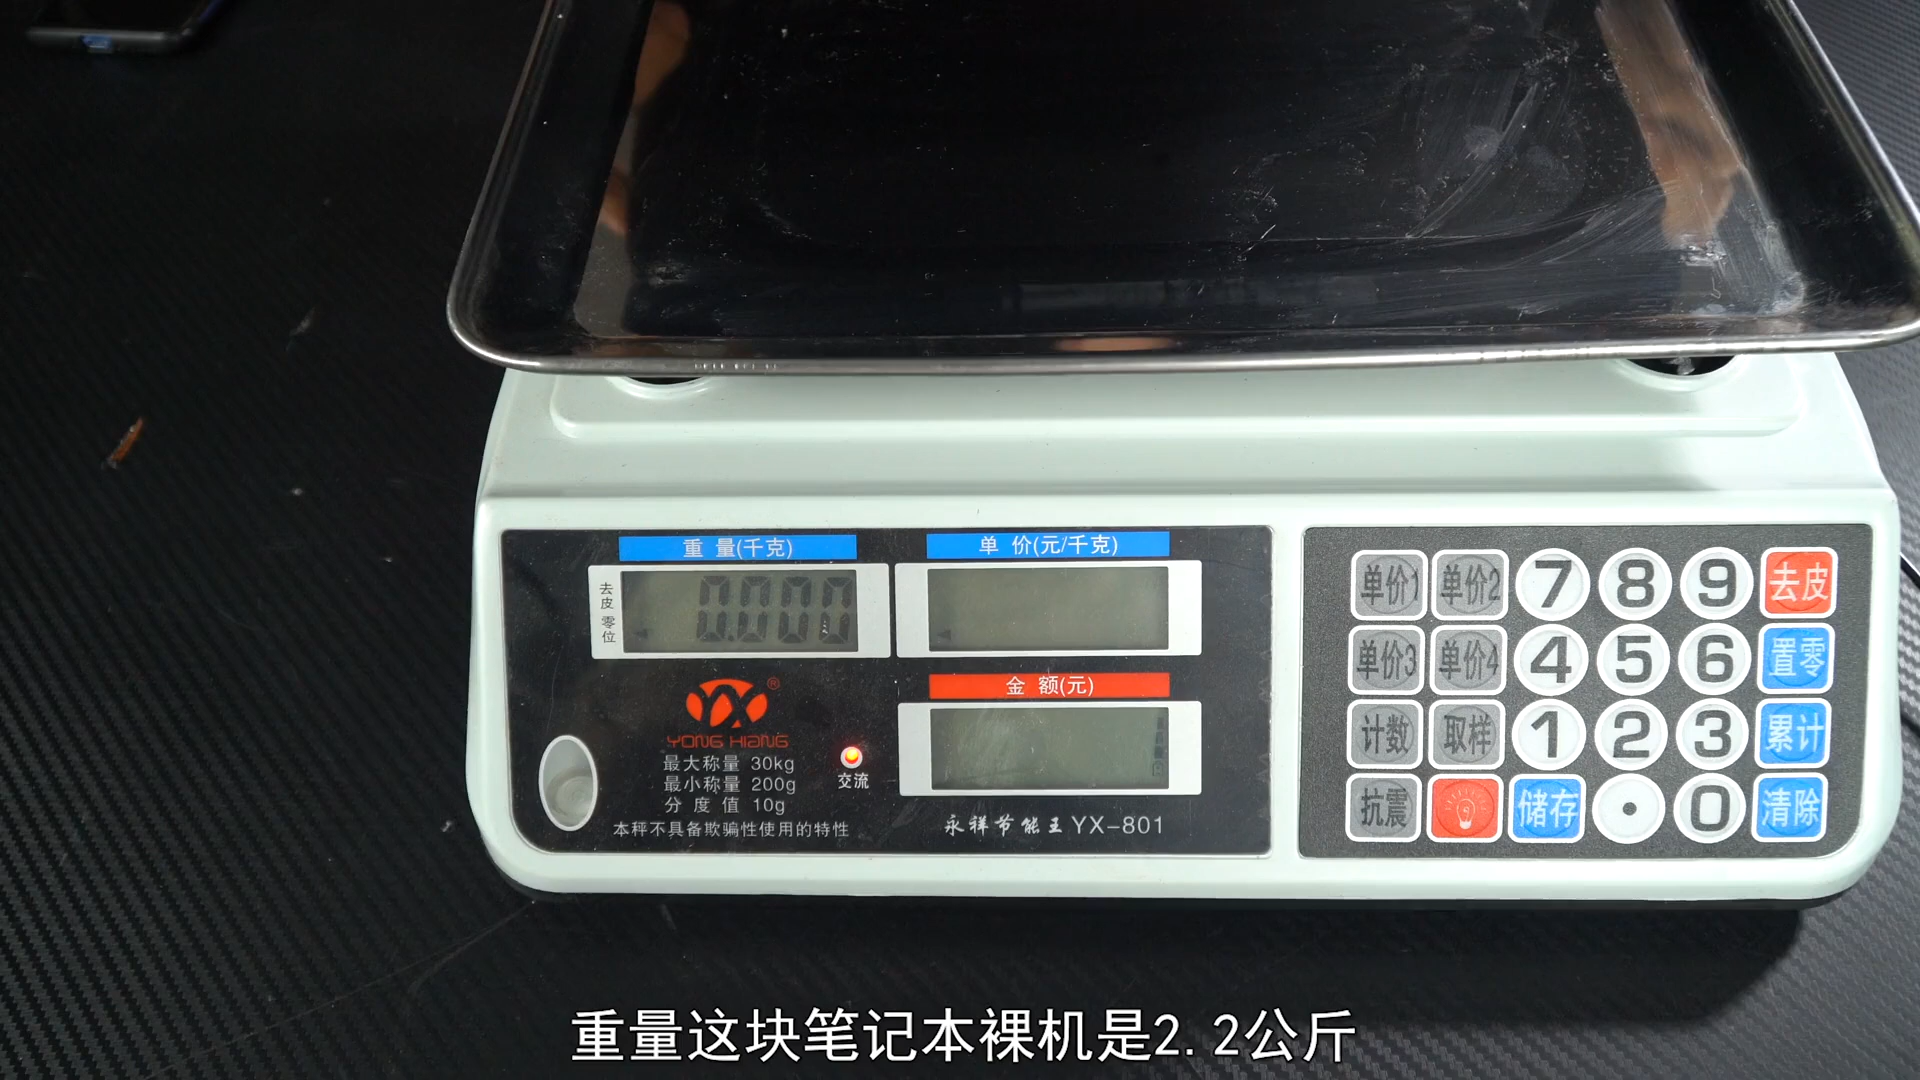 重 量(千克)
单 价(元/千克)
去皮 零位
0.000
金 额(元)
YX®
YONG HIANG
最大称量 30kg
最小称量 200g
分 度 值 10g
交流
本秤不具备欺骗性使用的特性
永祥节能王 YX-801
单价1 单价2 7 8 9 去皮
单价3 单价4 4 5 6 置零
计数 取样 1 2 3 累计
抗震 储存 • 0 清除
重量这块笔记本裸机是2.2公斤